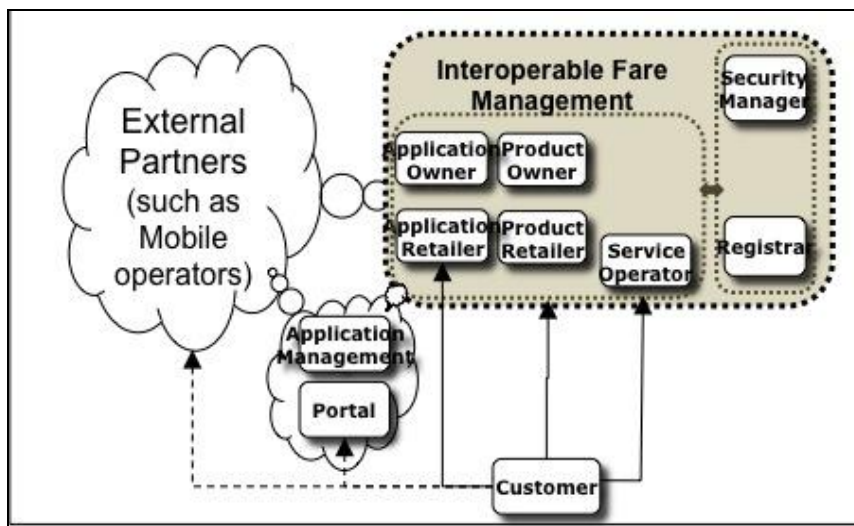 External
Partners
(such as
Mobile
operators)
Interoperable Fare
Management
Security
Manager
Application
Owner
Product
Owner
Application
Retailer
Product
Retailer
Service
Operator
Registrar
Application
Management
Portal
Customer